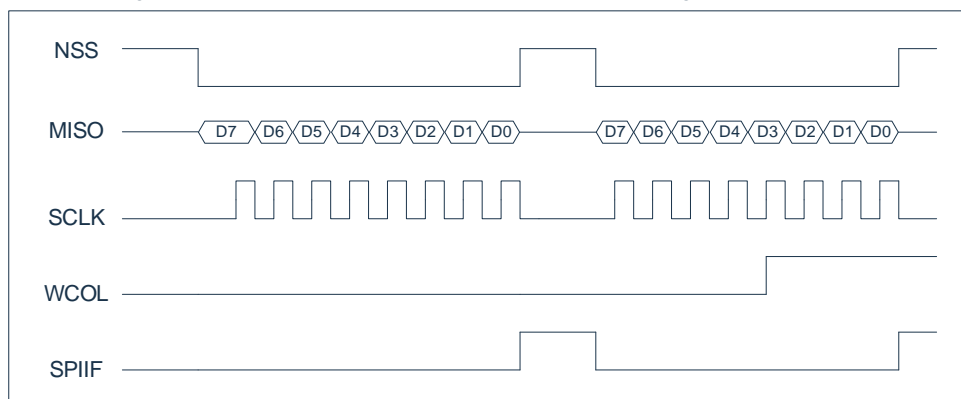 NSS
MISO D7 D6 D5 D4 D3 D2 D1 D0 D7 D6 D5 D4 D3 D2 D1 D0
SCLK
WCOL
SPIIF